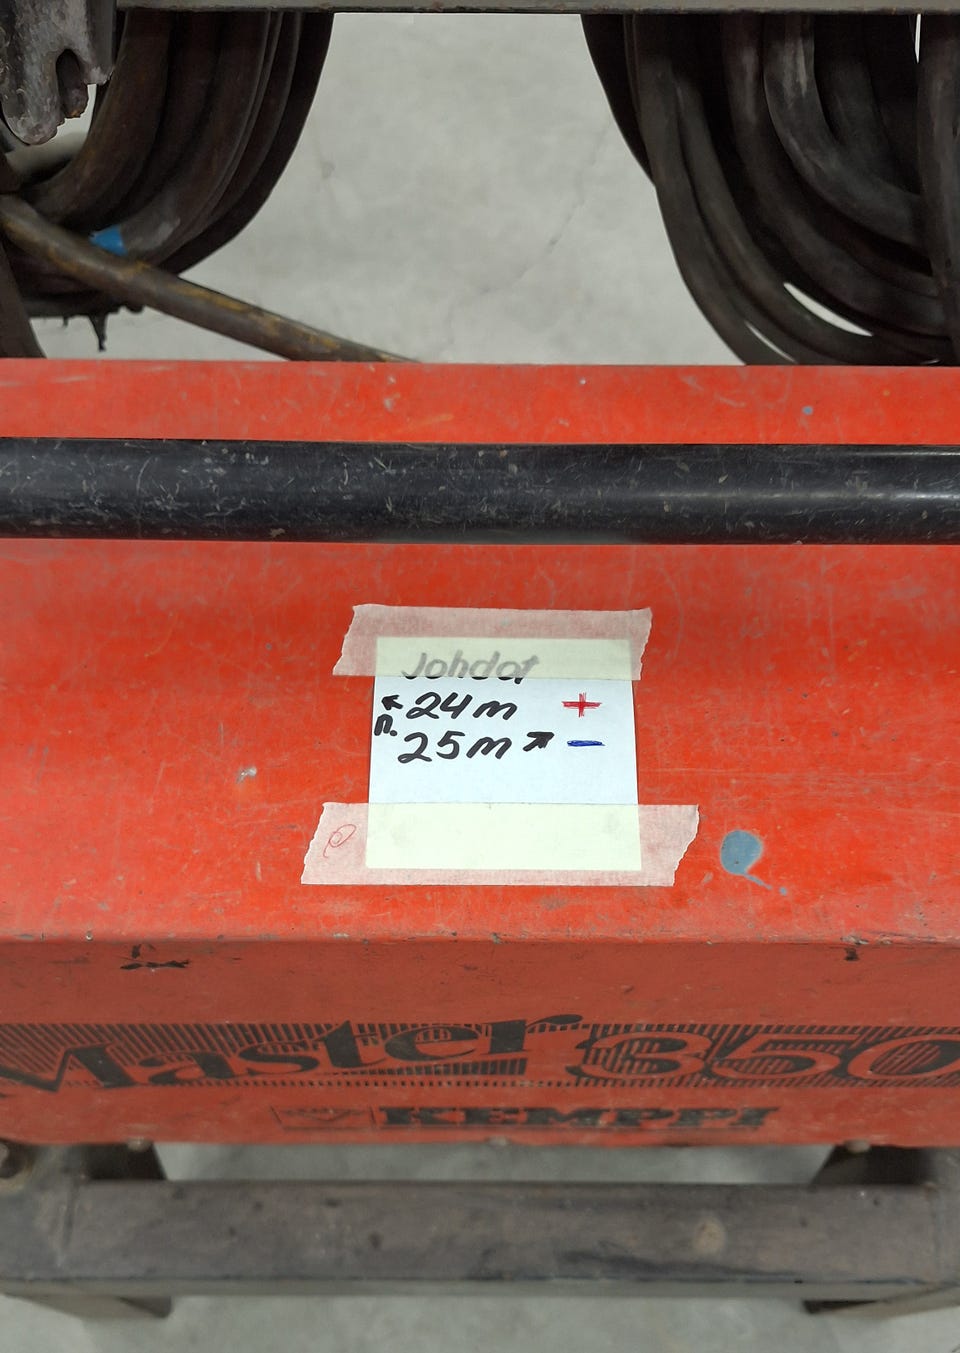 Johdot
↖ 24m +
n. 25m ↗ −
Master 350
KEMPPI